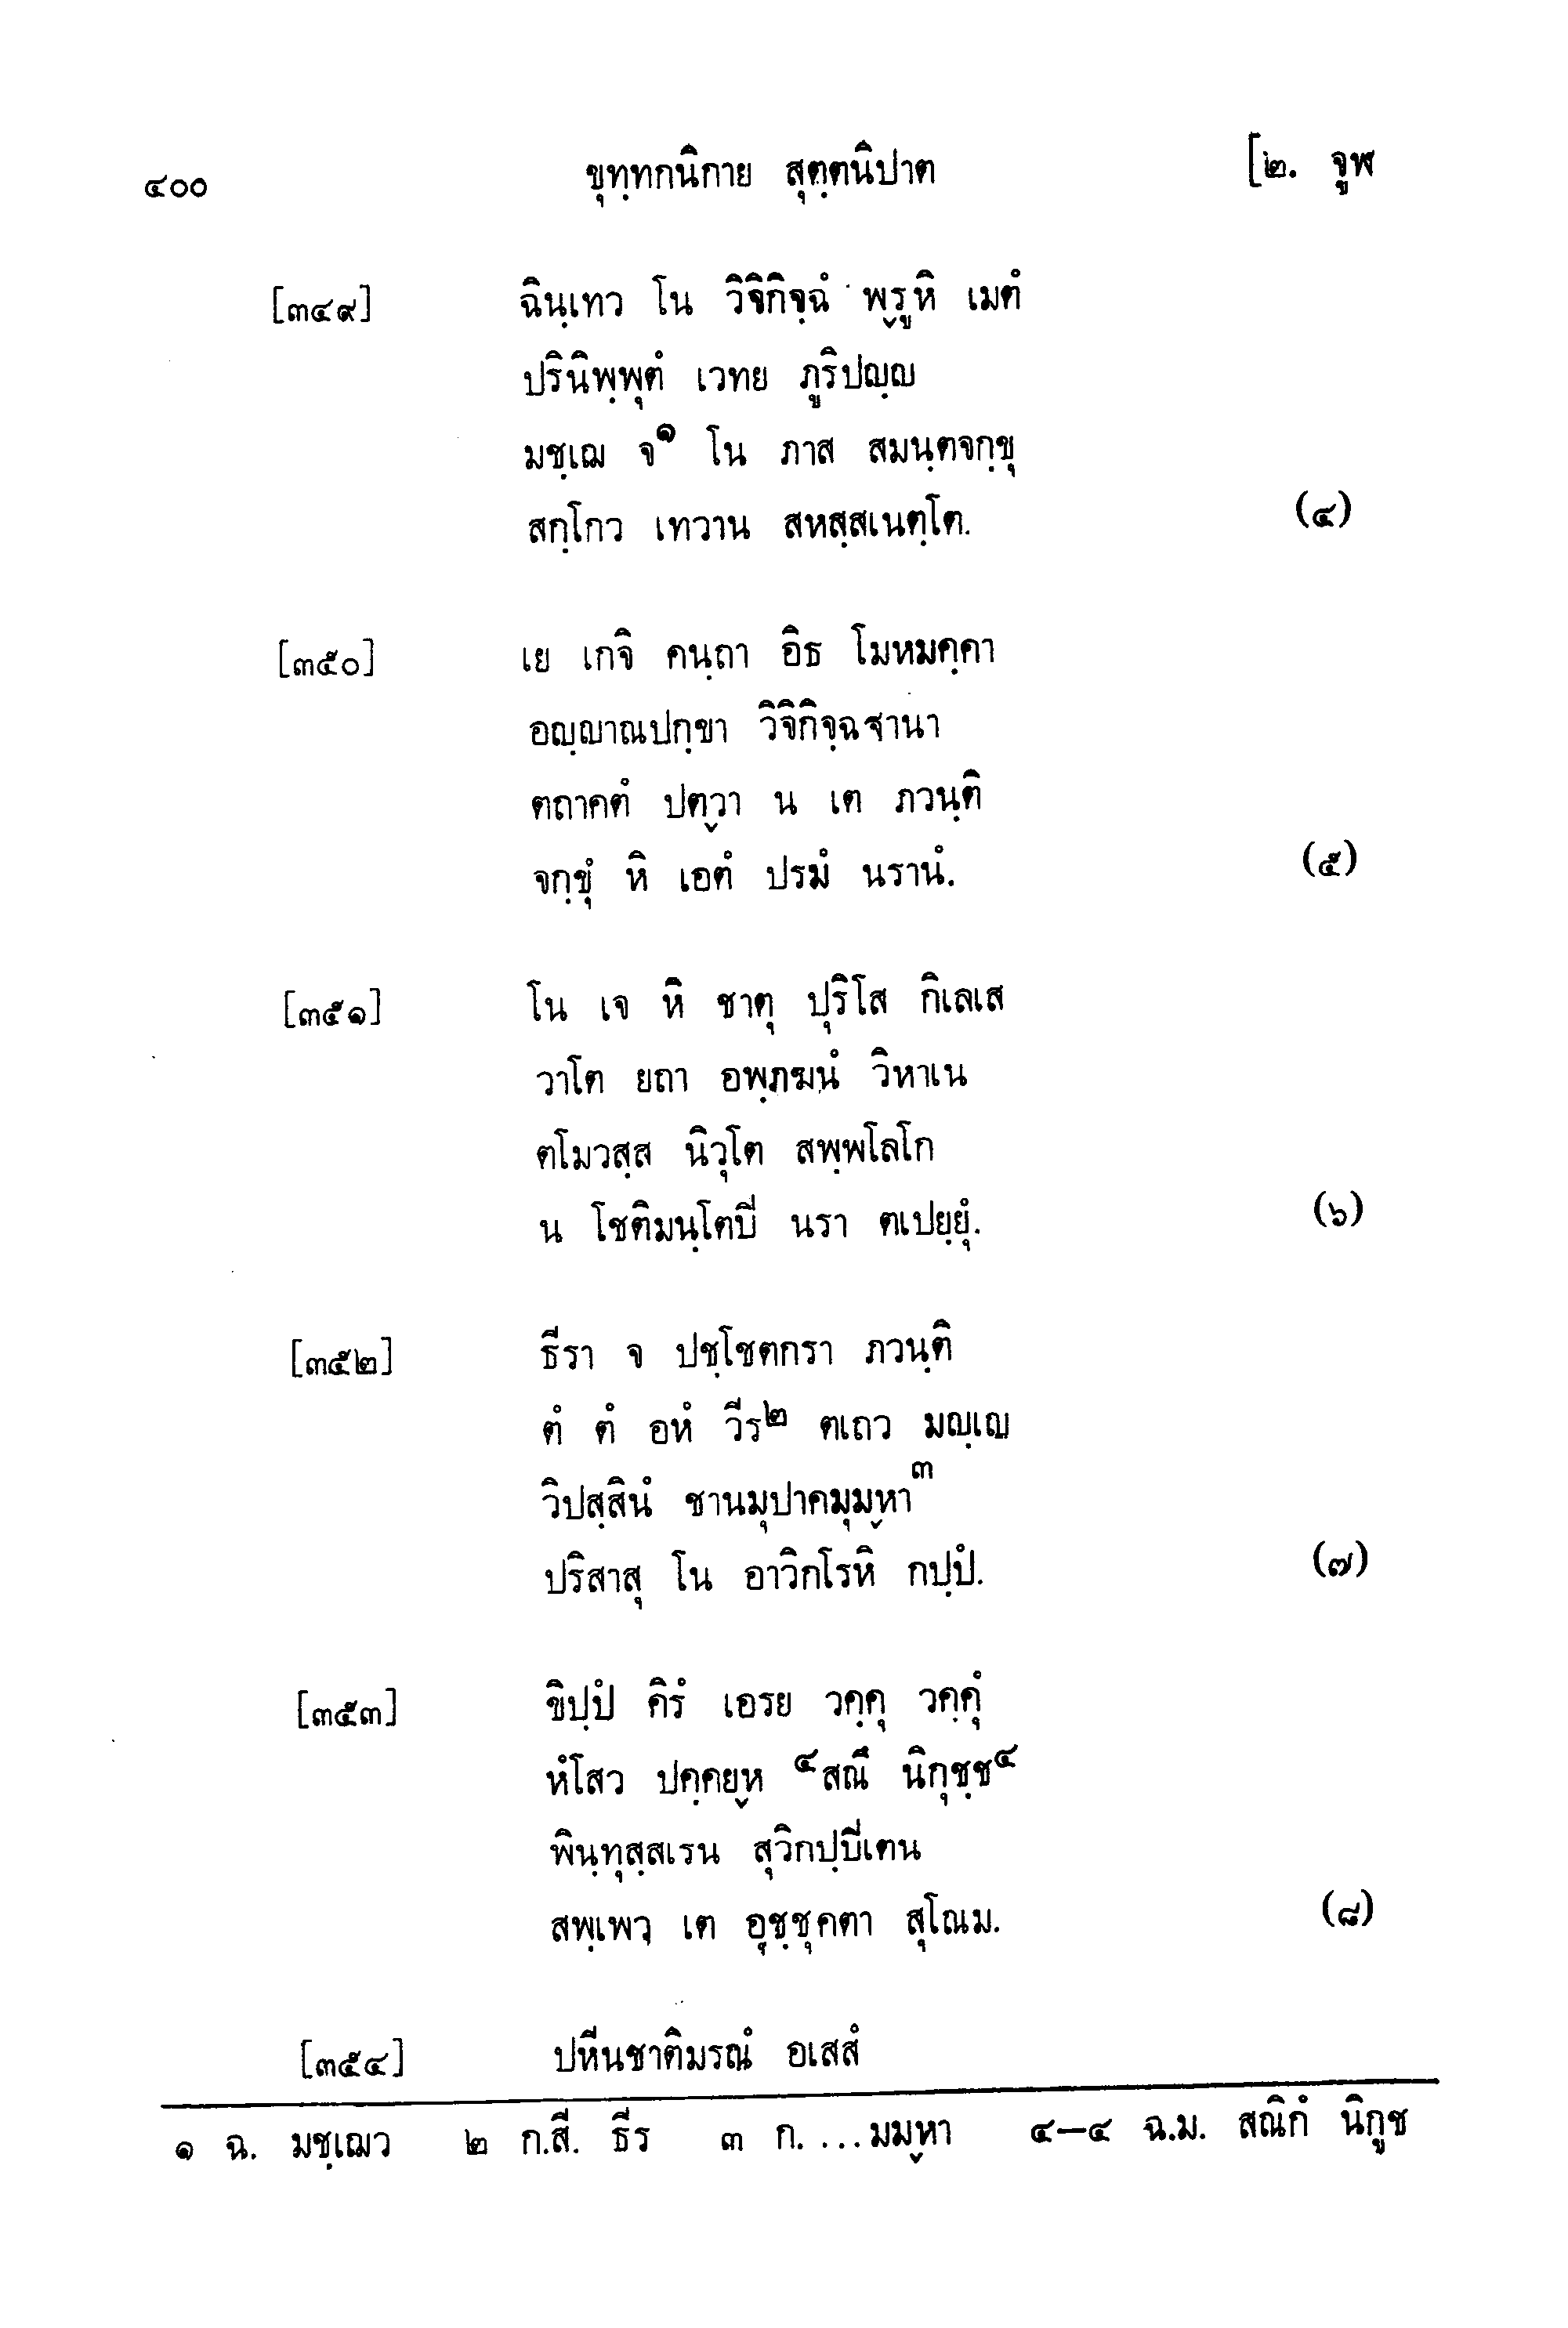 ๔๐๐ ขุทฺทกนิกาย สุตฺตนิปาต [๒. จูฬ
[๓๔๙] ฉินฺเทว โน วิจิกิจฺฉํ พฺรูหิ เมตํ
ปรินิพฺพุตํ เวทย ภูริปญฺญ
มชฺเฌ จ๑ โน ภาส สมนฺตจกฺขุ
สกฺโกว เทวาน สหสฺสเนตฺโต. (๔)
[๓๕๐] เย เกจิ คนฺถา อิธ โมหมคฺคา
อญฺญาณปกฺขา วิจิกิจฺฉฐานา
ตถาคตํ ปตฺวา น เต ภวนฺติ
จกฺขุํ หิ เอตํ ปรมํ นรานํ. (๕)
[๓๕๑] โน เจ หิ ชาตุ ปุริโส กิเลเส
วาโต ยถา อพฺภฆนํ วิหาเน
ตโมวสฺส นิวุโต สพฺพโลโก
น โชติมนฺโตปิ นรา ตเปยฺยุํ. (๖)
[๓๕๒] ธีรา จ ปชฺโชตกรา ภวนฺติ
ตํ ตํ อหํ วีร๒ ตเถว มญฺเญ
วิปสฺสินํ ชานมุปาคมุมฺหา๓
ปริสาสุ โน อาวิกโรหิ กปฺปํ. (๗)
[๓๕๓] ขิปฺปํ คิรํ เอรย วคฺคุ วคฺคุํ
หํโสว ปคฺคยฺห ๔สณึ นิกุชฺช๔
พินฺทุสฺสเรน สุวิกปฺปิเตน
สพฺเพวฺ เต อุชฺชุคตา สุโณม. (๘)
[๓๕๔] ปหีนชาติมรณํ อเสสํ
๑ ฉ. มชฺเฌว ๒ ก.สี. ธีร ๓ ก. ...มมฺหา ๔–๔ ฉ.ม. สณิกํ นิกูช